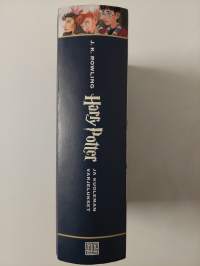 J. K. ROWLING
Harry Potter
JA KUOLEMAN
VARJELUKSET